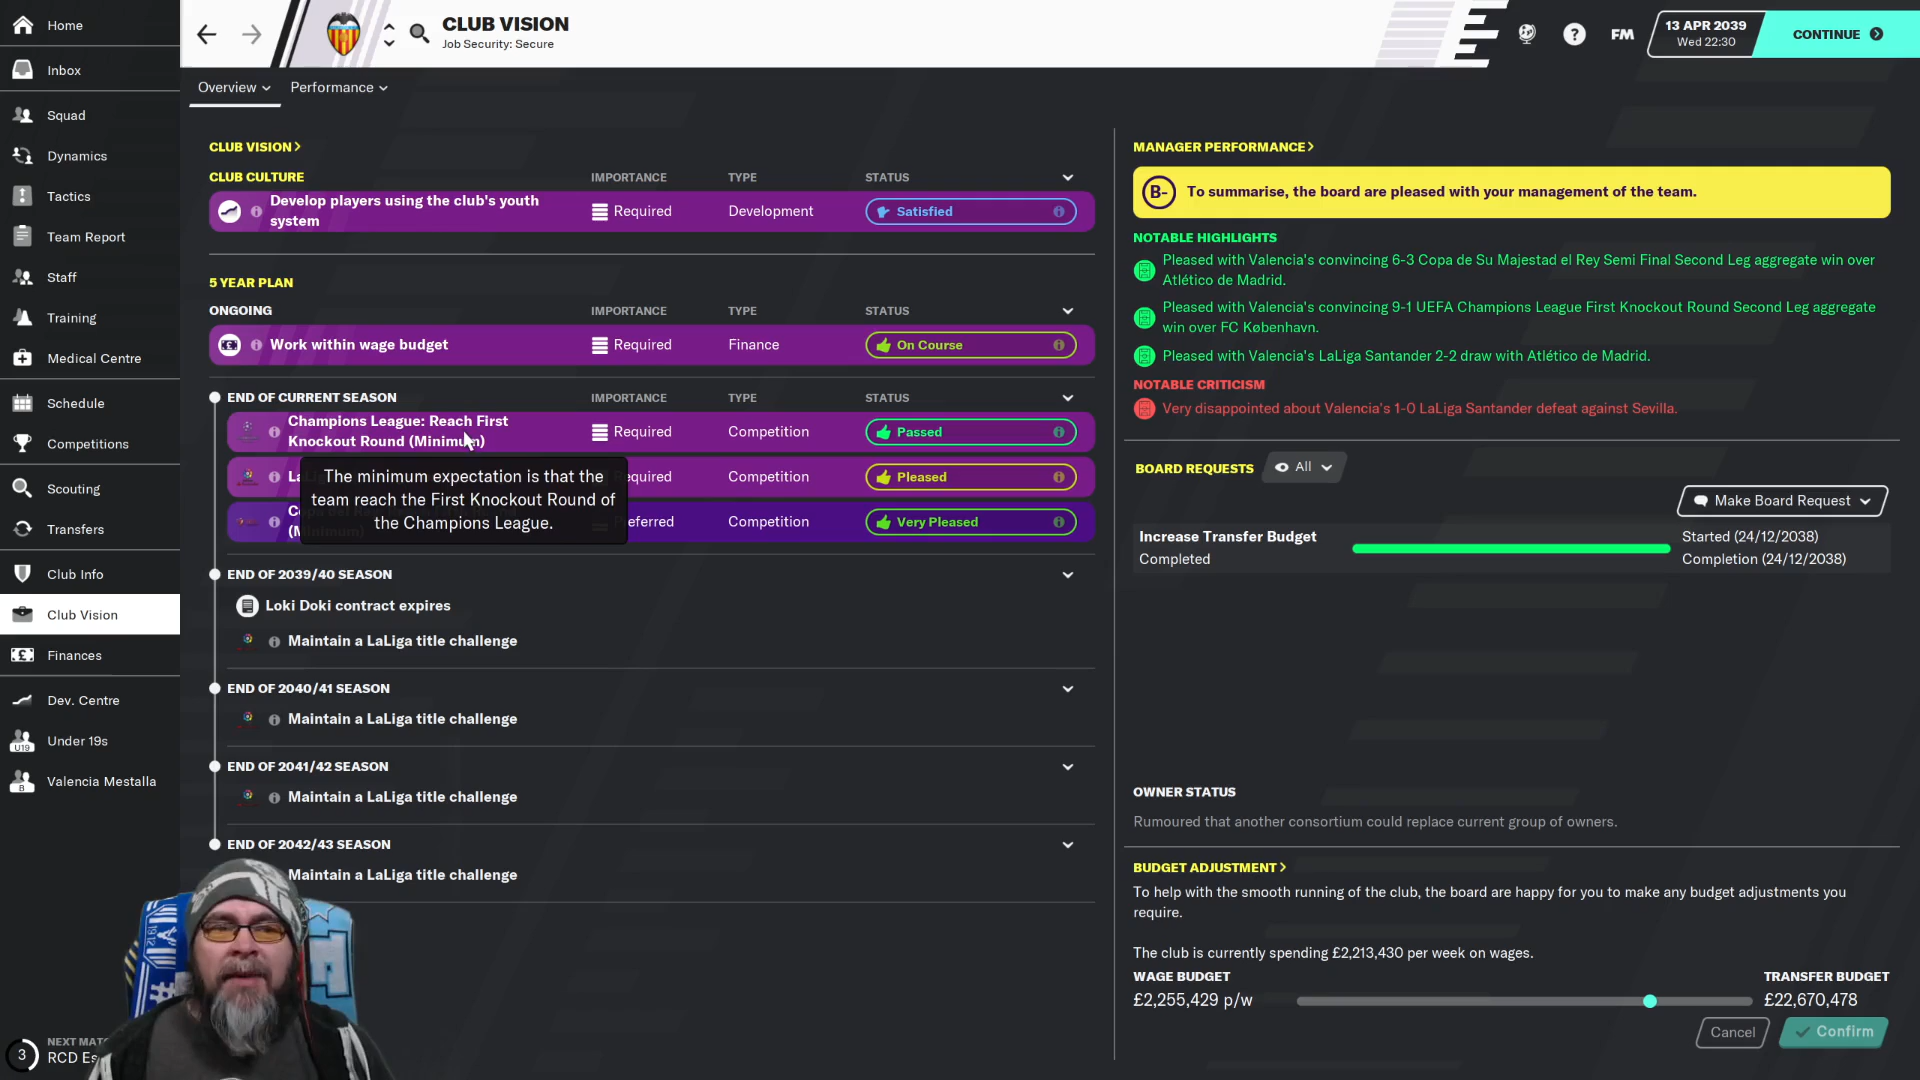 Home
Inbox
Squad
Dynamics
Tactics
Team Report
Staff
Training
Medical Centre
Schedule
Competitions
Scouting
Transfers
Club Info
Club Vision
Finances
Dev. Centre
Under 19s
U19
Valencia Mestalla
B
3
NEXT MATC
RCD Es
CLUB VISION
Job Security: Secure
FM
13 APR 2039
Wed 22:30
CONTINUE
Overview
Performance
CLUB VISION
CLUB CULTURE IMPORTANCE TYPE STATUS
Develop players using the club's youth
system
Required Development Satisfied
5 YEAR PLAN
ONGOING IMPORTANCE TYPE STATUS
Work within wage budget Required Finance On Course
END OF CURRENT SEASON IMPORTANCE TYPE STATUS
Champions League: Reach First
Knockout Round (Minimum)
Required Competition Passed
La
equired Competition Pleased
referred Competition Very Pleased
The minimum expectation is that the
team reach the First Knockout Round of
the Champions League.
END OF 2039/40 SEASON
Loki Doki contract expires
Maintain a LaLiga title challenge
END OF 2040/41 SEASON
Maintain a LaLiga title challenge
END OF 2041/42 SEASON
Maintain a LaLiga title challenge
END OF 2042/43 SEASON
Maintain a LaLiga title challenge
MANAGER PERFORMANCE
B- To summarise, the board are pleased with your management of the team.
NOTABLE HIGHLIGHTS
Pleased with Valencia's convincing 6-3 Copa de Su Majestad el Rey Semi Final Second Leg aggregate win over
Atlético de Madrid.
Pleased with Valencia's convincing 9-1 UEFA Champions League First Knockout Round Second Leg aggregate
win over FC København.
Pleased with Valencia's LaLiga Santander 2-2 draw with Atlético de Madrid.
NOTABLE CRITICISM
Very disappointed about Valencia's 1-0 LaLiga Santander defeat against Sevilla.
BOARD REQUESTS All
Make Board Request
Increase Transfer Budget Started (24/12/2038)
Completed Completion (24/12/2038)
OWNER STATUS
Rumoured that another consortium could replace current group of owners.
BUDGET ADJUSTMENT
To help with the smooth running of the club, the board are happy for you to make any budget adjustments you
require.
The club is currently spending £2,213,430 per week on wages.
WAGE BUDGET TRANSFER BUDGET
£2,255,429 p/w £22,670,478
Cancel Confirm
1912